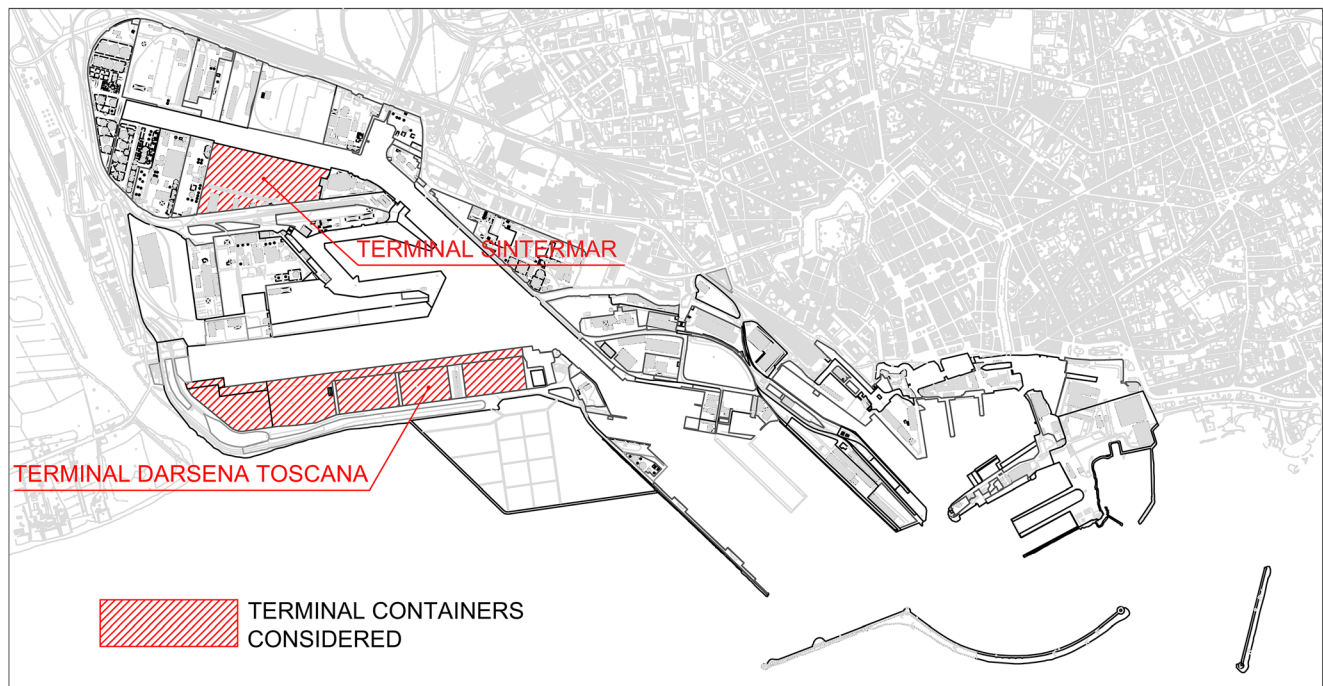 TERMINAL SINTERMAR
TERMINAL DARSENA TOSCANA
TERMINAL CONTAINERS
CONSIDERED